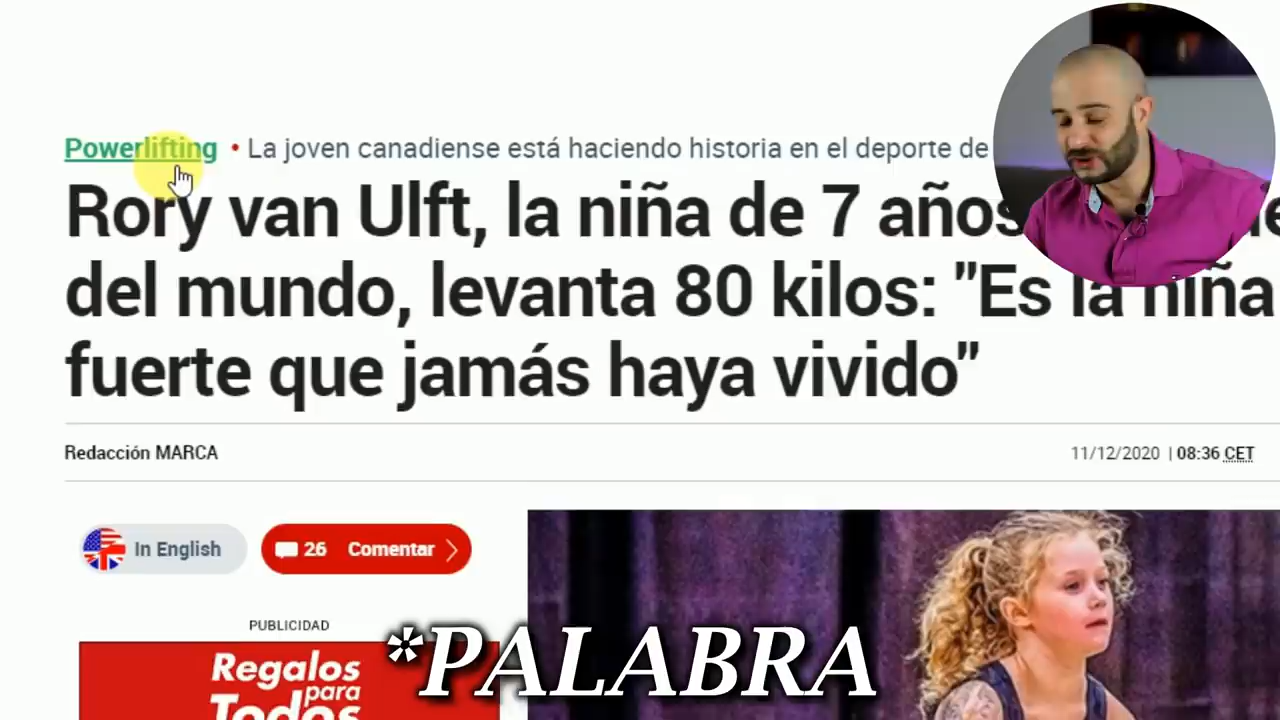 Powerlifting • La joven canadiense está haciendo historia en el deporte de
Rory van Ulft, la niña de 7 años
del mundo, levanta 80 kilos: "Es la niña
fuerte que jamás haya vivido"
Redacción MARCA
11/12/2020 | 08:36 CET
In English
26 Comentar
PUBLICIDAD
Regalos
para
Todos
*PALABRA